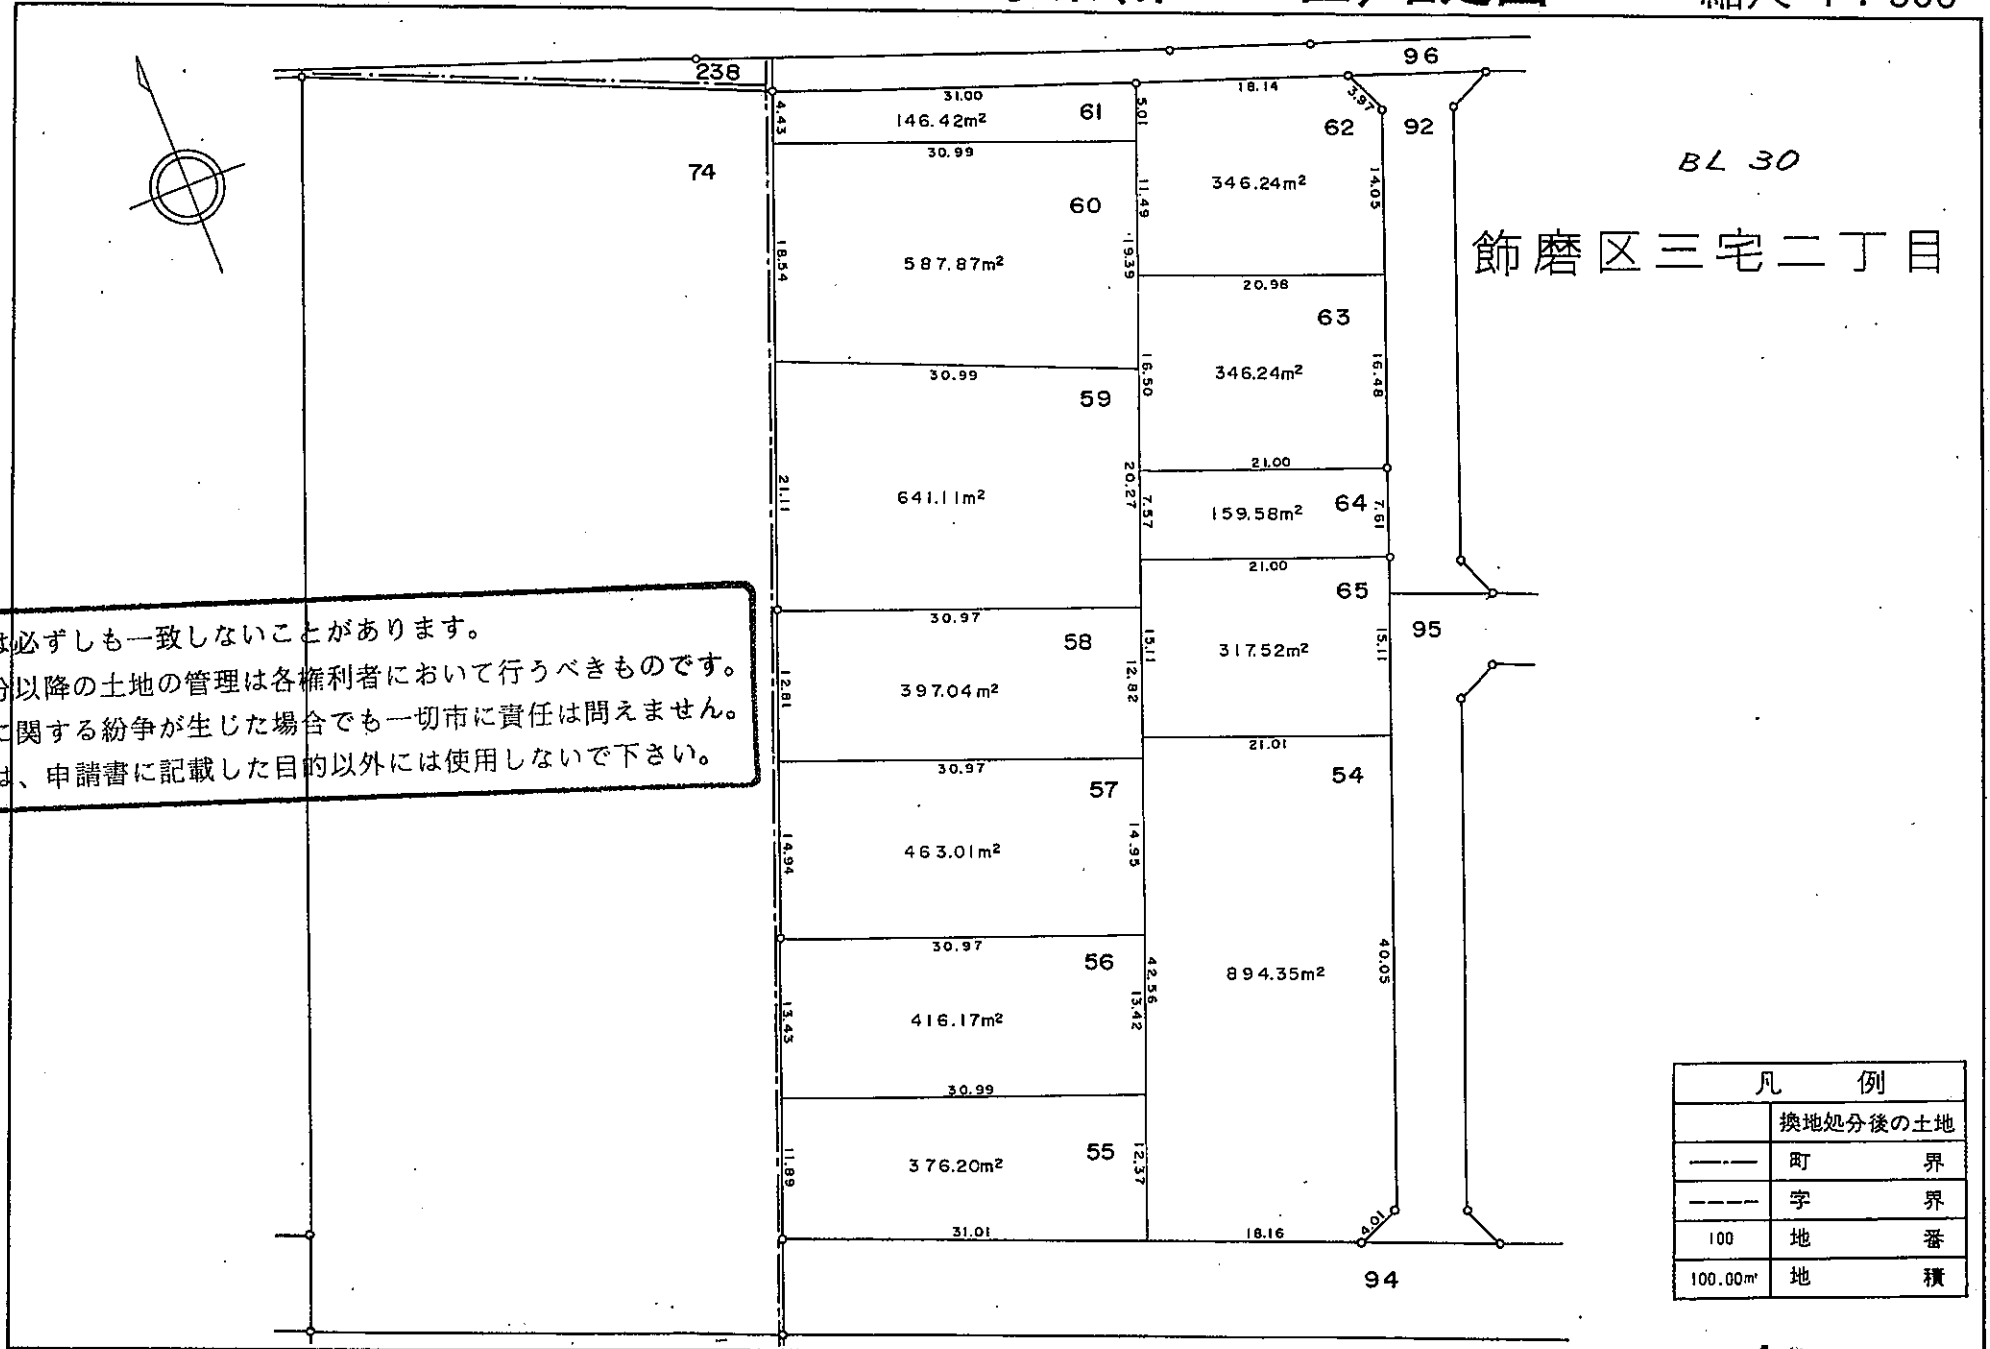 縮尺 1：500
238
96
31.00
61
146.42m²
4.43
5.01
18.14
3.97
62
92
74
30.99
60
587.87m²
18.54
11.49
19.39
346.24m²
14.05
BL 30
飾磨区三宅二丁目
20.98
63
30.99
59
16.50
346.24m²
16.48
21.11
641.11m²
20.27
21.00
64
7.57
159.58m²
7.61
21.00
65
95
30.97
58
15.11
317.52m²
15.11
12.81
397.04m²
12.82
必ずしも一致しないことがあります。
以降の土地の管理は各権利者において行うべきものです。
に関する紛争が生じた場合でも一切市に責任は問えません。
は、申請書に記載した目的以外には使用しないで下さい。
21.01
54
30.97
57
14.94
463.01m²
14.95
30.97
56
42.56
894.35m²
40.05
13.43
416.17m²
13.42
30.99
55
11.89
376.20m²
12.37
31.01
18.16
4.01
94
凡例
換地処分後の土地
町界
字界
100 地番
100.00m² 地積